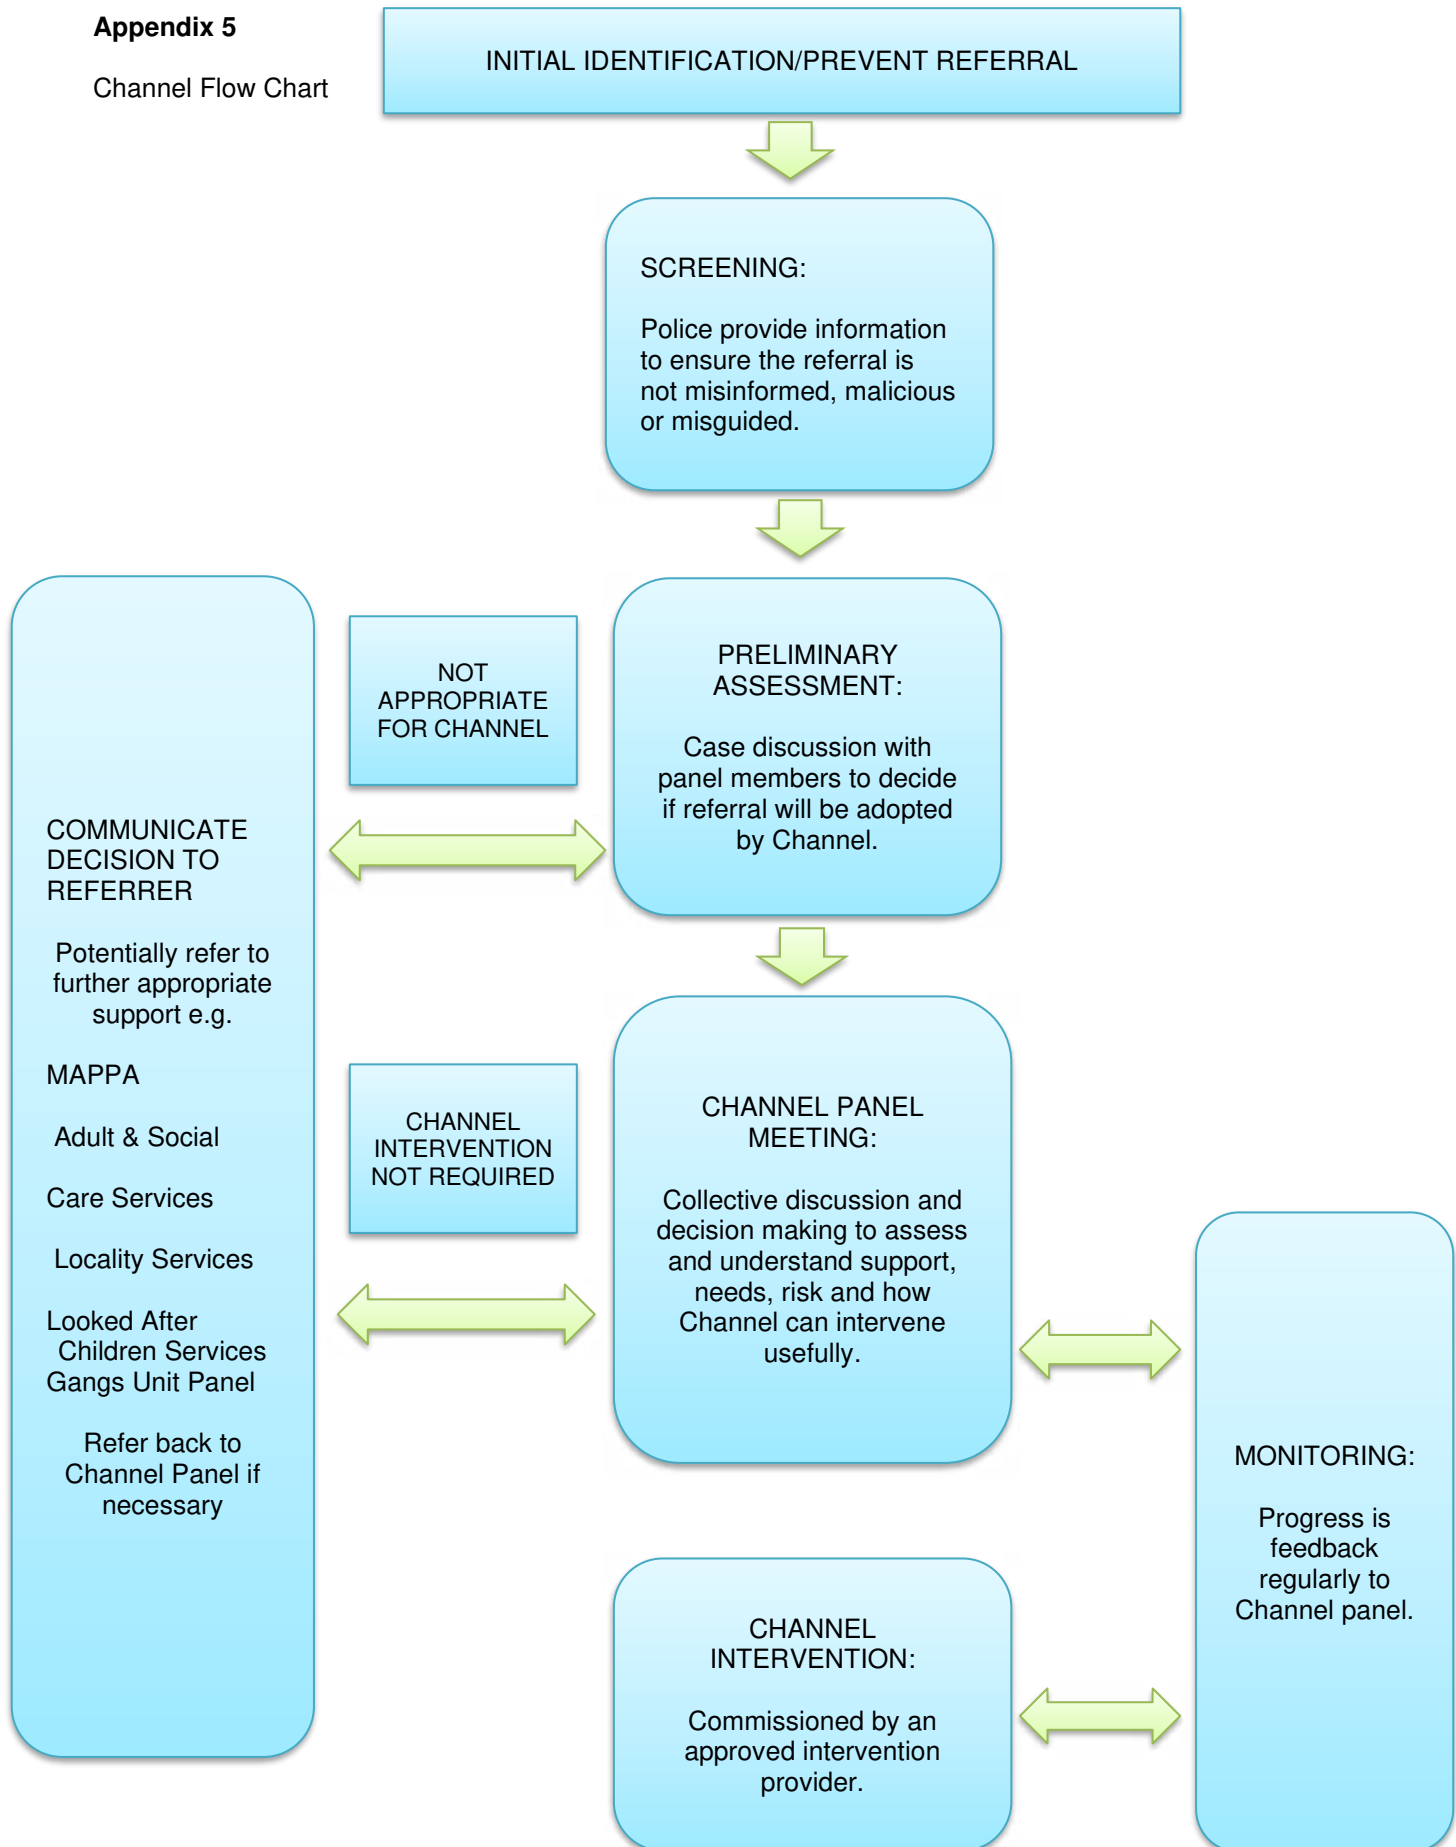 Appendix 5
Channel Flow Chart
INITIAL IDENTIFICATION/PREVENT REFERRAL
SCREENING:
Police provide information
to ensure the referral is
not misinformed, malicious
or misguided.
NOT
APPROPRIATE
FOR CHANNEL
PRELIMINARY
ASSESSMENT:
Case discussion with
panel members to decide
if referral will be adopted
by Channel.
COMMUNICATE
DECISION TO
REFERRER
Potentially refer to
further appropriate
support e.g.
MAPPA
Adult & Social
Care Services
Locality Services
Looked After
Children Services
Gangs Unit Panel
Refer back to
Channel Panel if
necessary
CHANNEL
INTERVENTION
NOT REQUIRED
CHANNEL PANEL
MEETING:
Collective discussion and
decision making to assess
and understand support,
needs, risk and how
Channel can intervene
usefully.
MONITORING:
Progress is
feedback
regularly to
Channel panel.
CHANNEL
INTERVENTION:
Commissioned by an
approved intervention
provider.